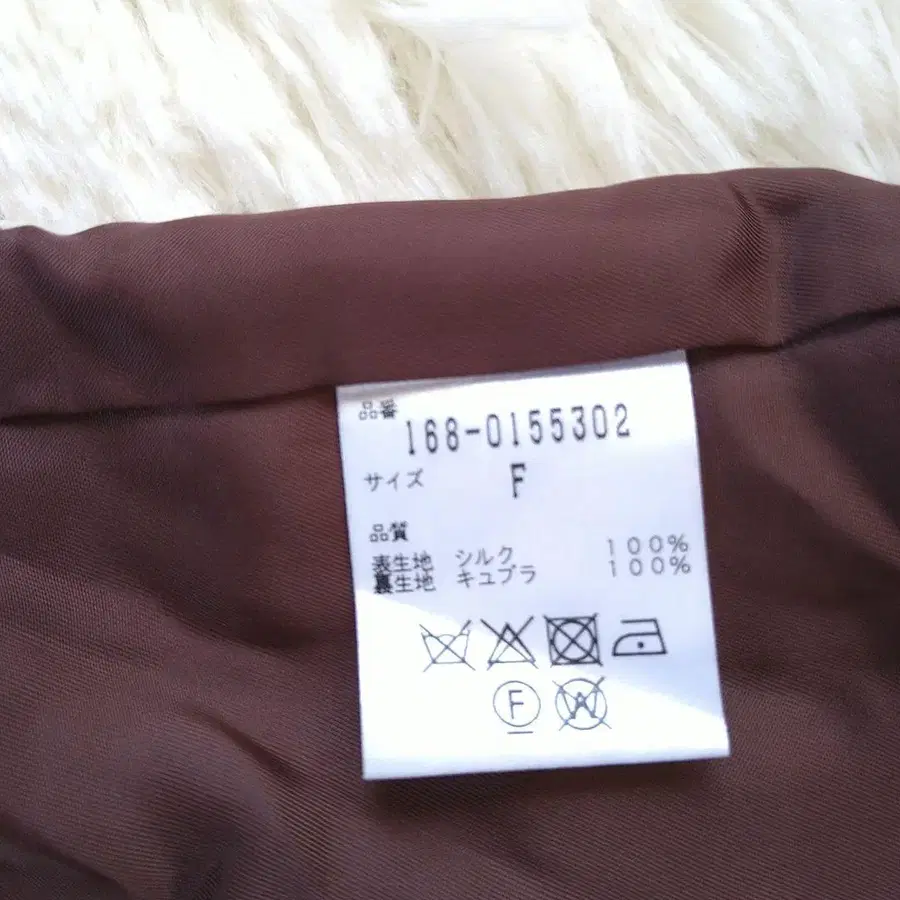 品番
168-0155302
サイズ F
品質
表生地 シルク 100%
裏生地 キュプラ 100%
F
W